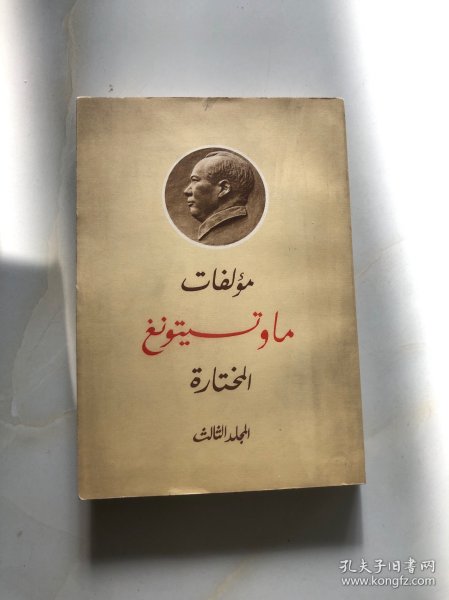 مؤلفات
ماوتسيتونغ
المختارة
المجلد الثالث
孔夫子旧书网
www.kongfz.com